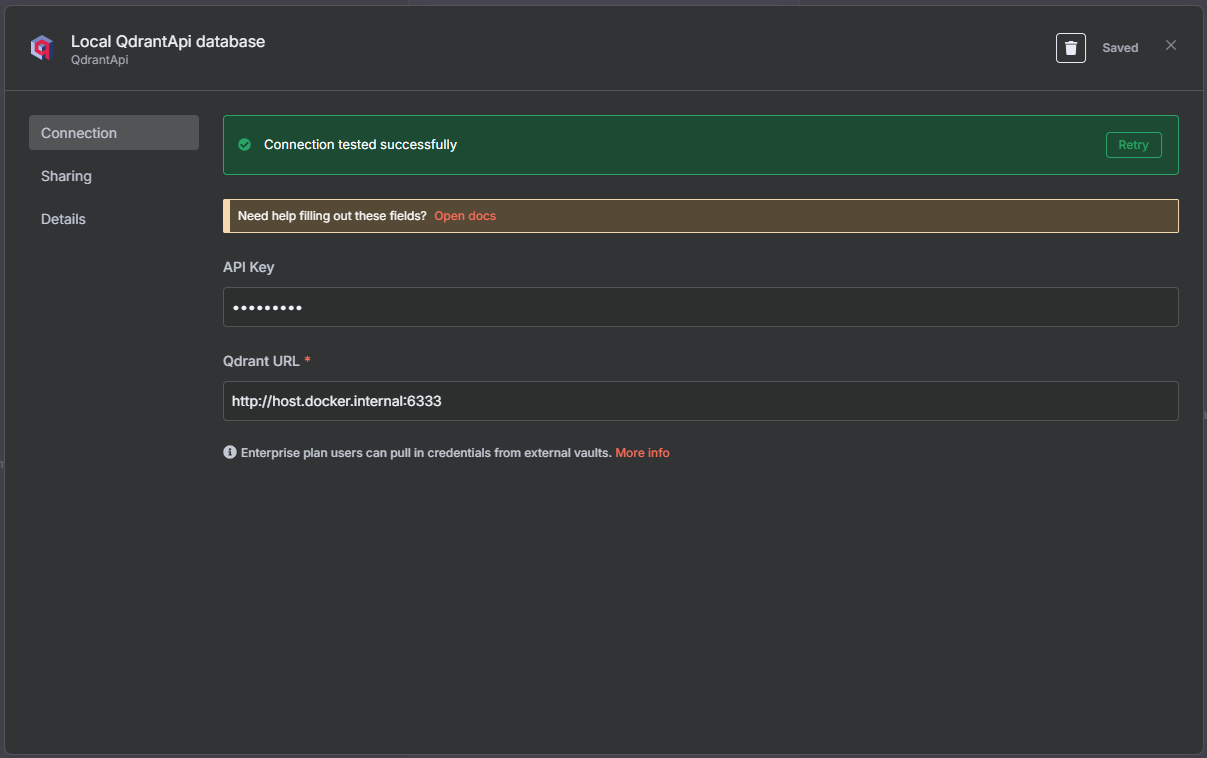 Local QdrantApi database
QdrantApi
Saved
Connection
Sharing
Details
Connection tested successfully
Retry
Need help filling out these fields? Open docs
API Key
•••••••••
Qdrant URL *
http://host.docker.internal:6333
Enterprise plan users can pull in credentials from external vaults. More info